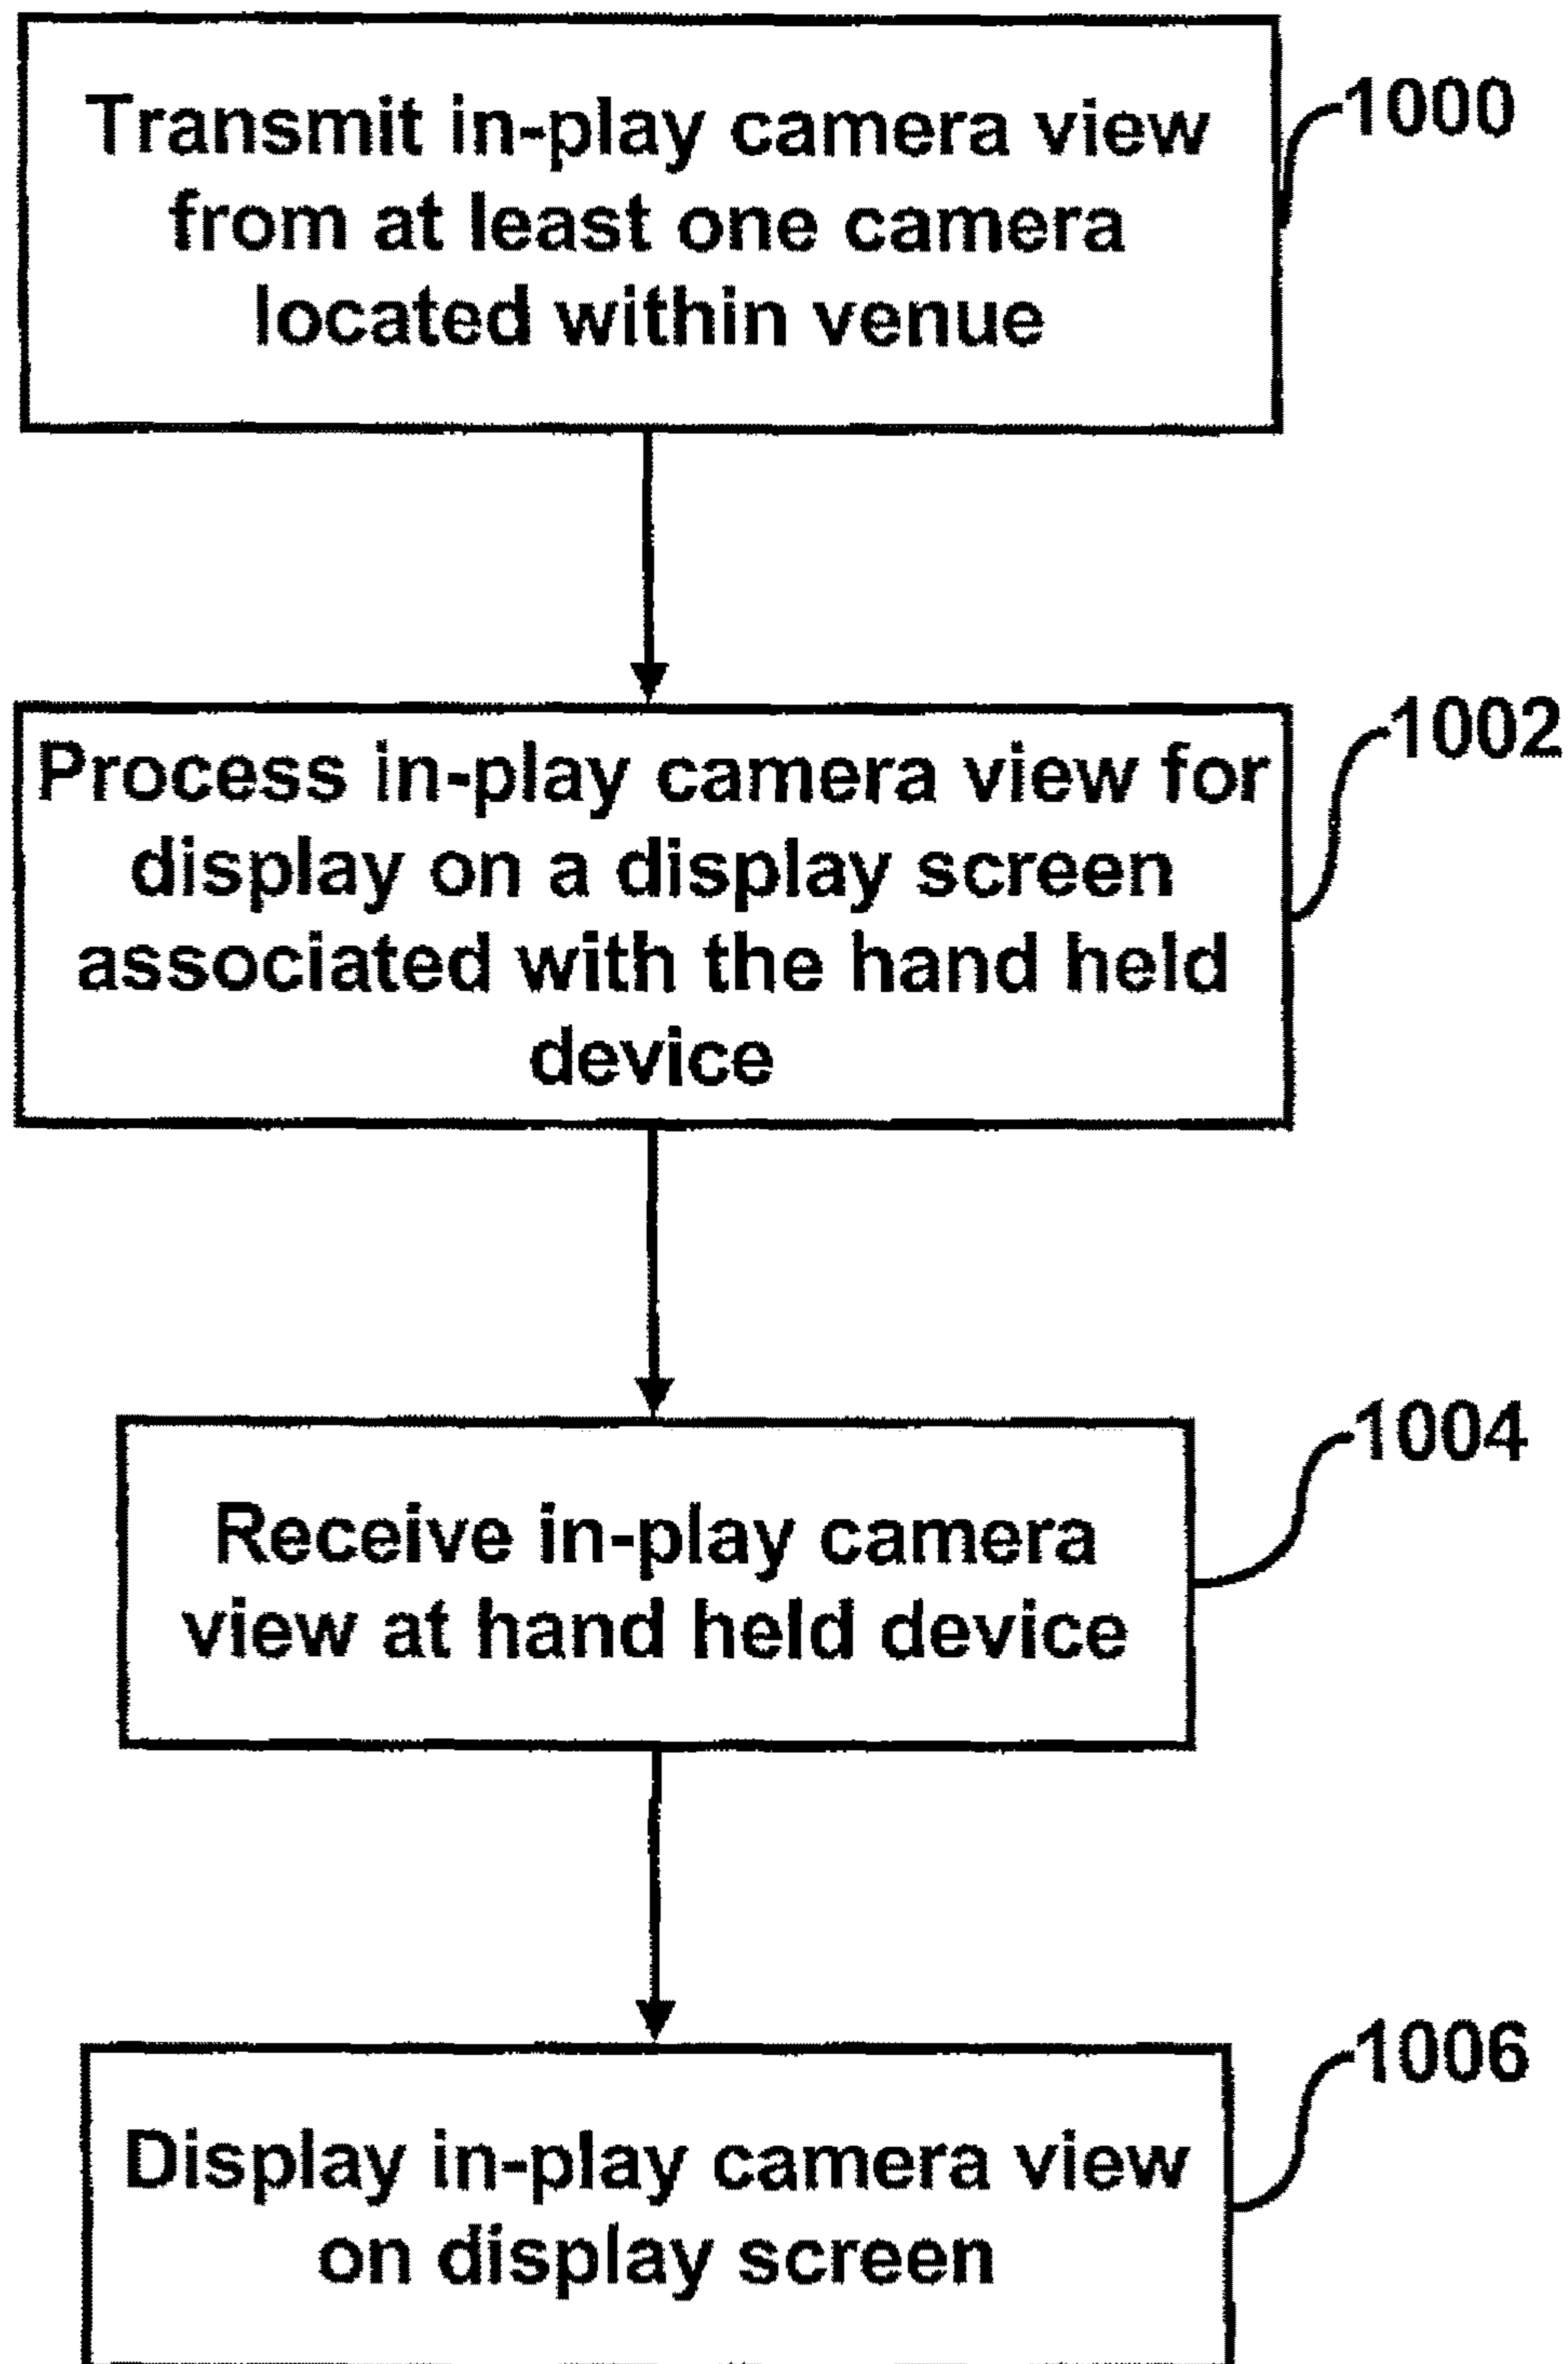 Transmit in-play camera view
from at least one camera
located within venue
1000
Process in-play camera view for
display on a display screen
associated with the hand held
device
1002
Receive in-play camera
view at hand held device
1004
Display in-play camera view
on display screen
1006